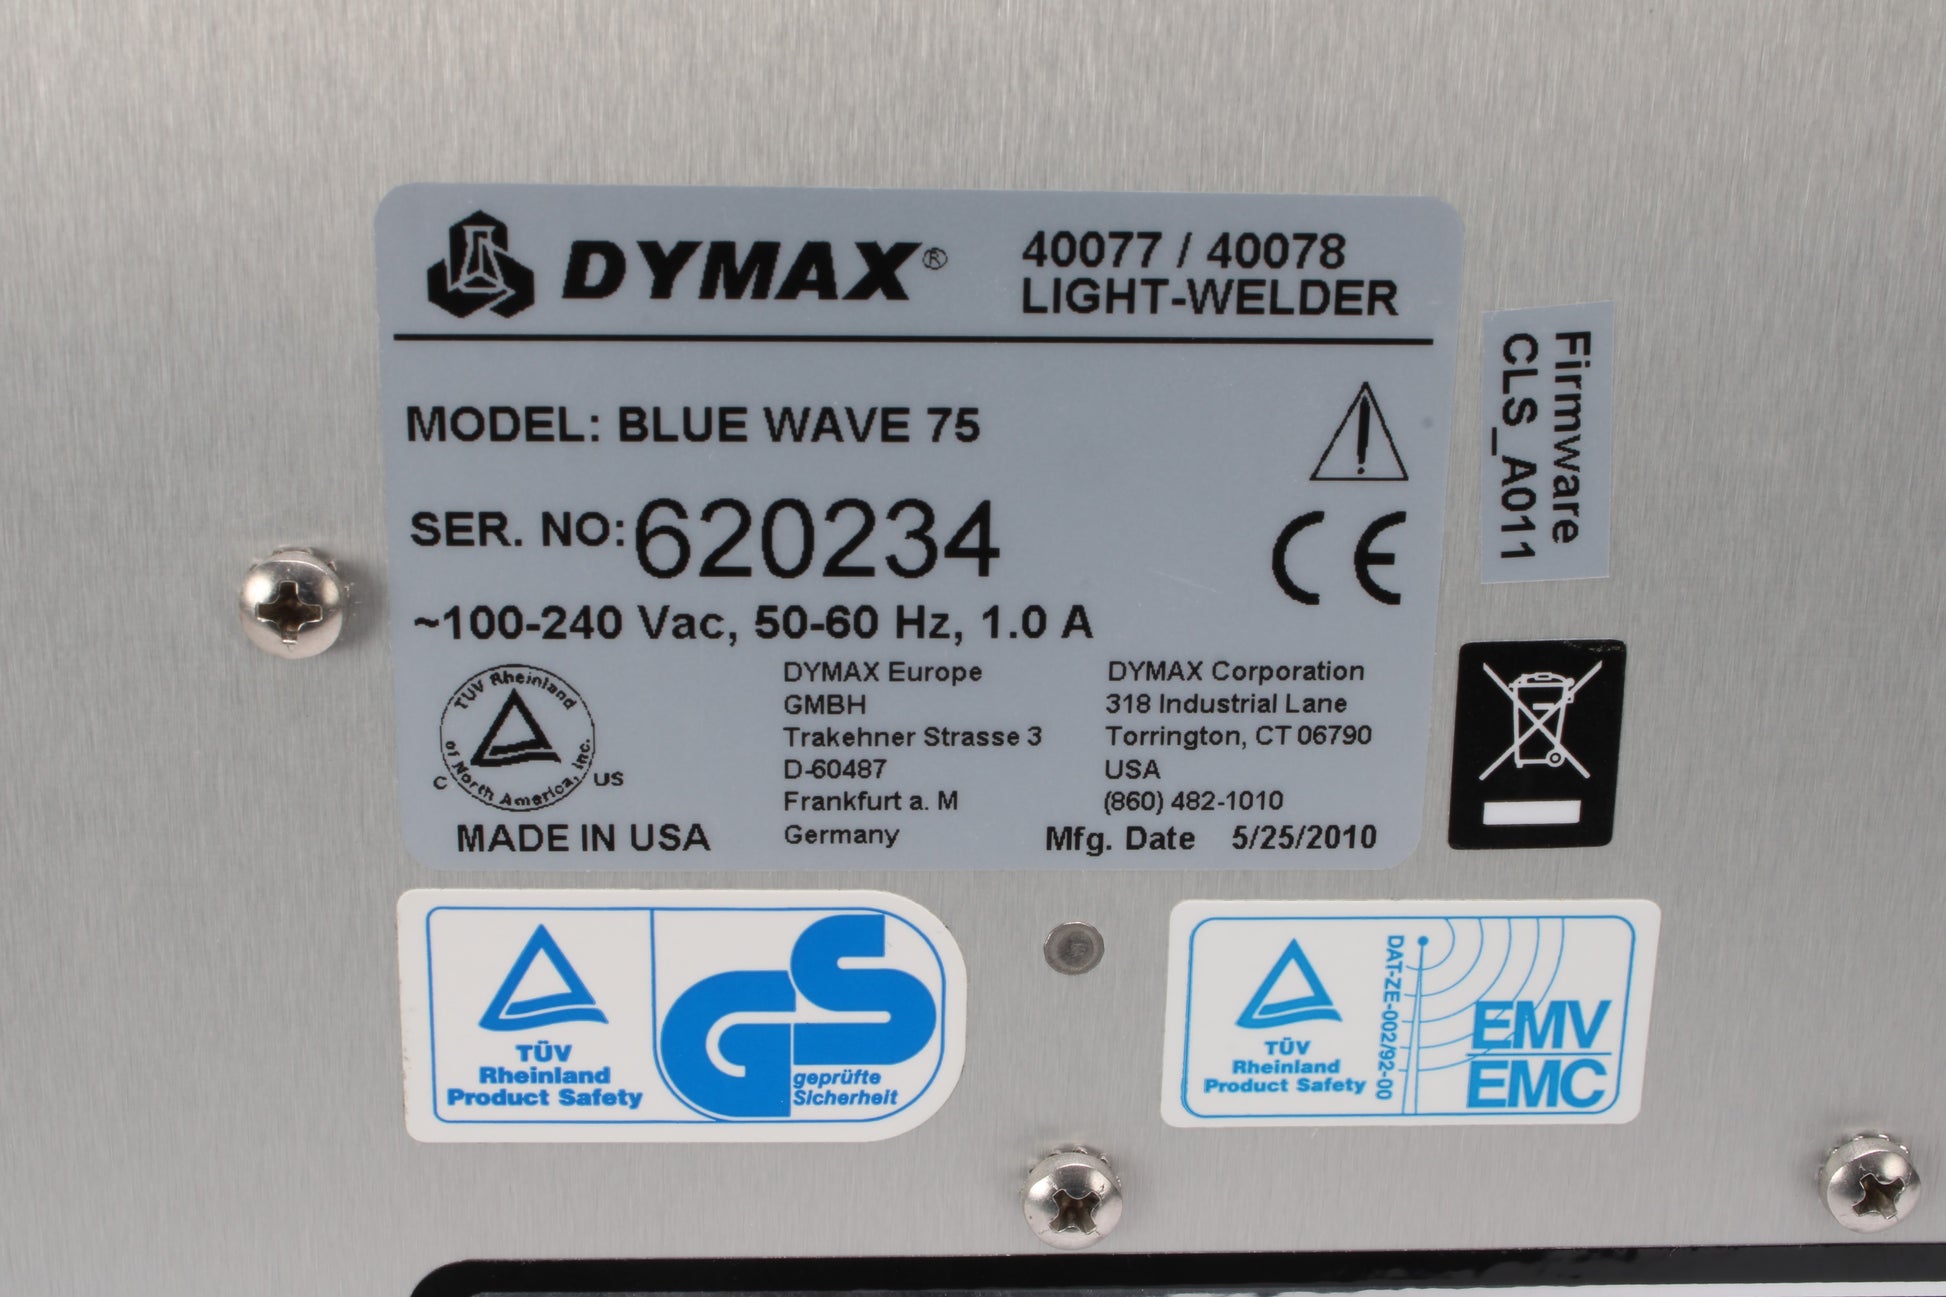 DYMAX®
40077 / 40078
LIGHT-WELDER
MODEL: BLUE WAVE 75
SER. NO: 620234
~100-240 Vac, 50-60 Hz, 1.0 A
CE
TUV Rheinland
of North America, Inc.
C US
MADE IN USA
DYMAX Europe
GMBH
Trakehner Strasse 3
D-60487
Frankfurt a. M
Germany
DYMAX Corporation
318 Industrial Lane
Torrington, CT 06790
USA
(860) 482-1010
Mfg. Date 5/25/2010
Firmware
CLS_A011
TÜV
Rheinland
Product Safety
GS
geprüfte
Sicherheit
TÜV
Rheinland
Product Safety
DAT-ZE-002/92-00
EMV
EMC